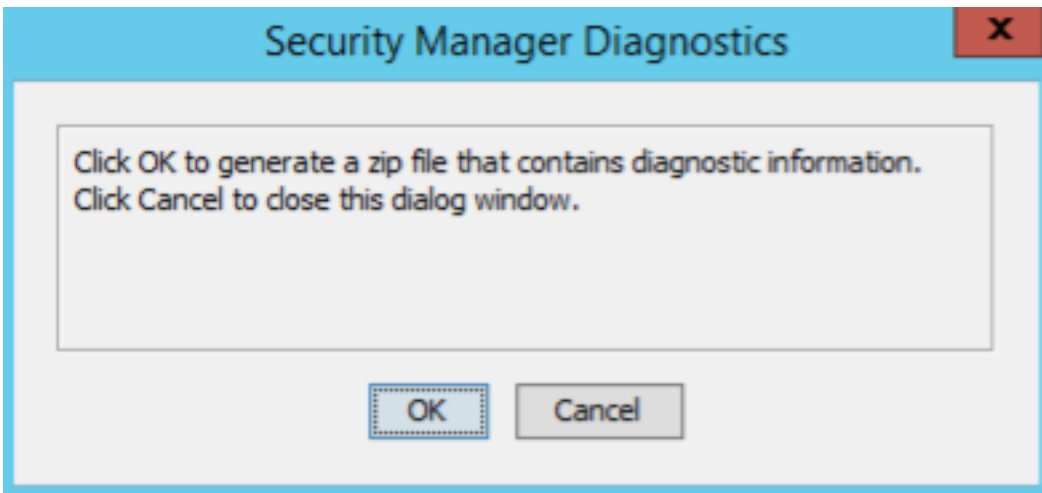 Security Manager Diagnostics
x
Click OK to generate a zip file that contains diagnostic information.
Click Cancel to close this dialog window.
OK
Cancel